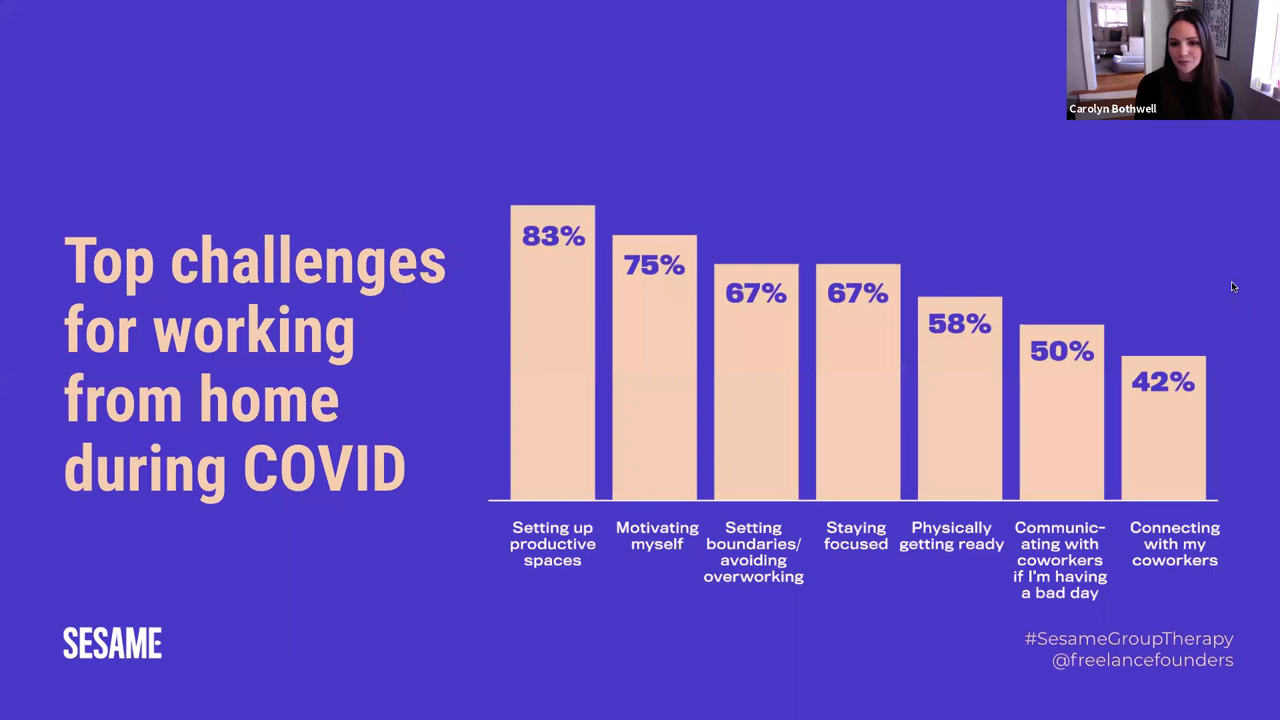 Carolyn Bothwell
Top challenges
for working
from home
during COVID
83%
75%
67%
67%
58%
50%
42%
Setting up
productive
spaces
Motivating
myself
Setting
boundaries/
avoiding
overworking
Staying
focused
Physically
getting ready
Communic-
ating with
coworkers
if I'm having
a bad day
Connecting
with my
coworkers
SESAME
#SesameGroupTherapy
@freelancefounders